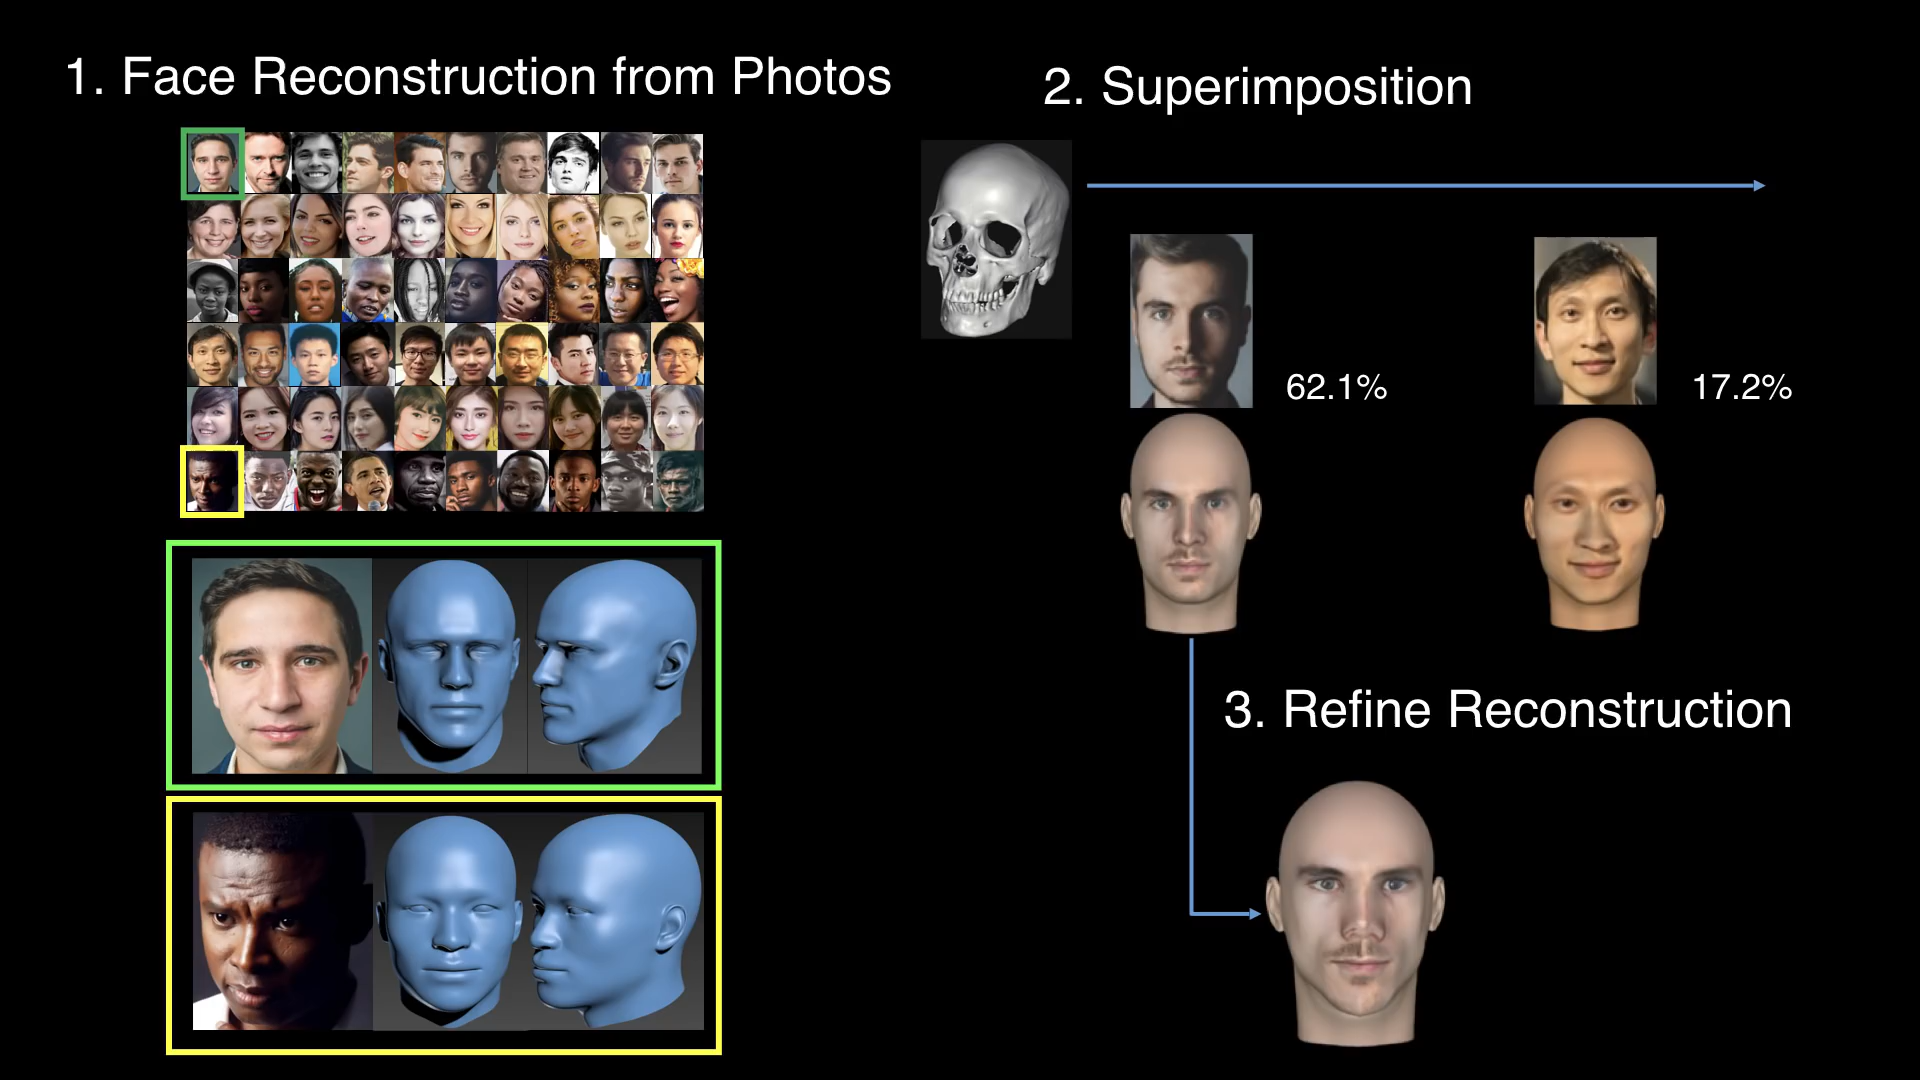 1. Face Reconstruction from Photos
2. Superimposition
62.1%
17.2%
3. Refine Reconstruction